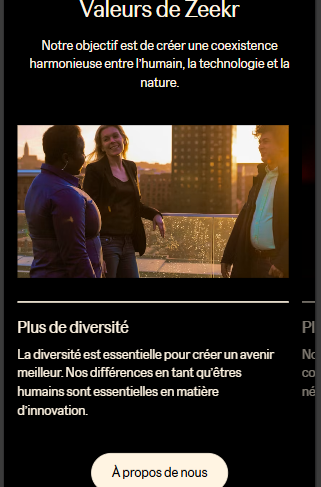 Valeurs de Zeekr
Notre objectif est de créer une coexistence
harmonieuse entre l'humain, la technologie et la
nature.
Plus de diversité
La diversité est essentielle pour créer un avenir
meilleur. Nos différences en tant qu'êtres
humains sont essentielles en matière
d'innovation.
À propos de nous